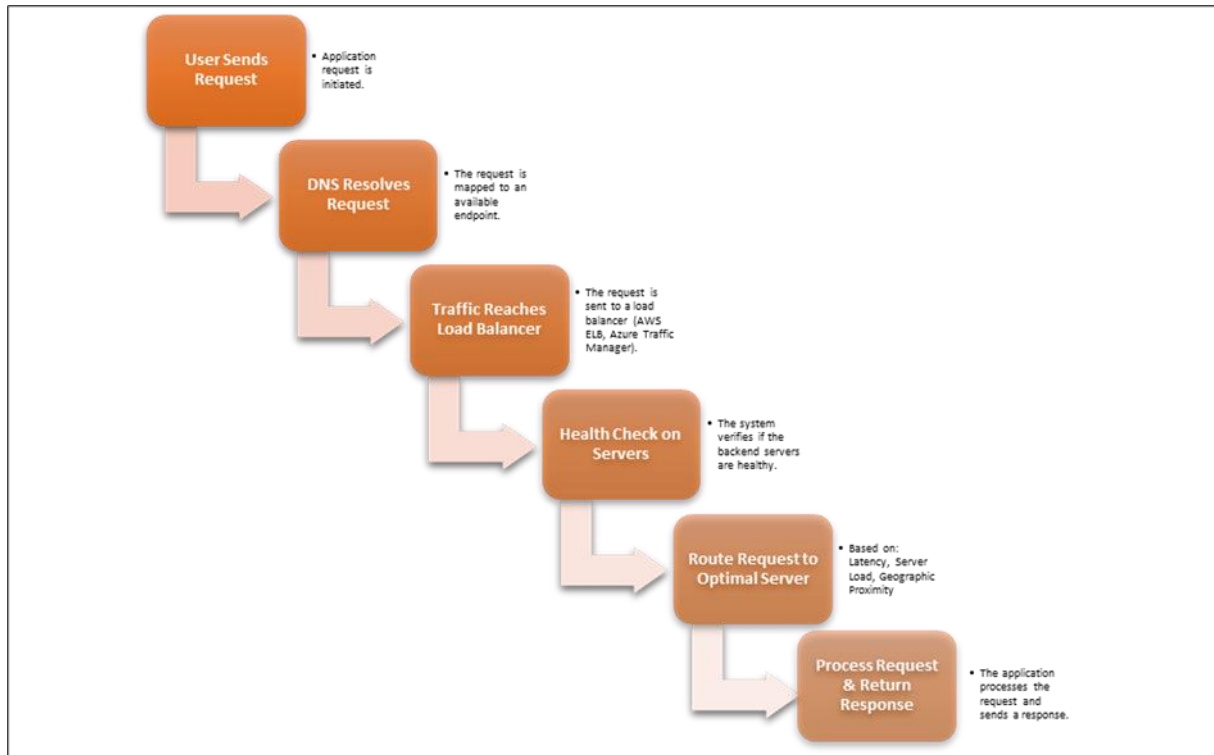 User Sends
Request
• Application
request is
initiated.
DNS Resolves
Request
• The request is
mapped to an
available
endpoint.
Traffic Reaches
Load Balancer
• The request is
sent to a load
balancer (AWS
ELB, Azure Traffic
Manager).
Health Check on
Servers
• The system
verifies if the
backend servers
are healthy.
Route Request to
Optimal Server
• Based on:
Latency, Server
Load, Geographic
Proximity
Process Request
& Return
Response
• The application
processes the
request and
sends a response.